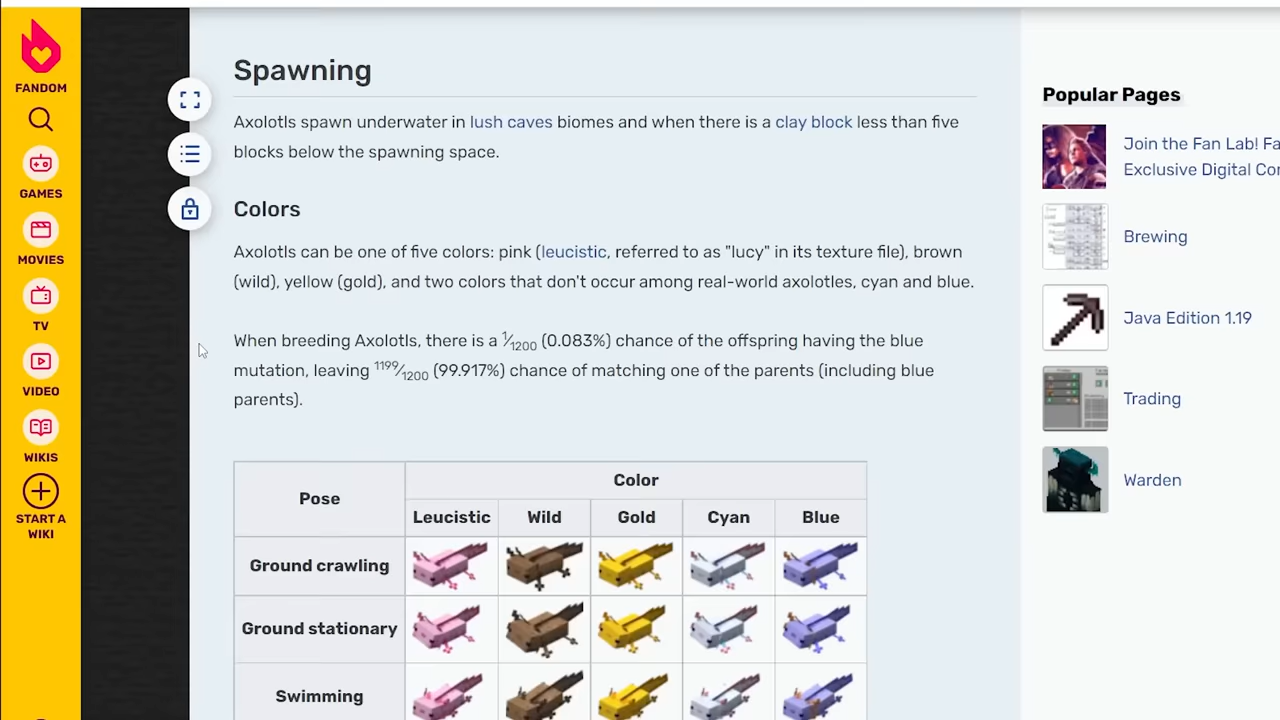 FANDOM
GAMES
MOVIES
TV
VIDEO
WIKIS
START A
WIKI
Spawning
Axolotls spawn underwater in lush caves biomes and when there is a clay block less than five
blocks below the spawning space.
Colors
Axolotls can be one of five colors: pink (leucistic, referred to as "lucy" in its texture file), brown
(wild), yellow (gold), and two colors that don't occur among real-world axolotles, cyan and blue.
When breeding Axolotls, there is a 1⁄1200 (0.083%) chance of the offspring having the blue
mutation, leaving 1199⁄1200 (99.917%) chance of matching one of the parents (including blue
parents).
Pose Color
Leucistic Wild Gold Cyan Blue
Ground crawling
Ground stationary
Swimming
Popular Pages
Join the Fan Lab! Fa
Exclusive Digital Co
Brewing
Java Edition 1.19
Trading
Warden